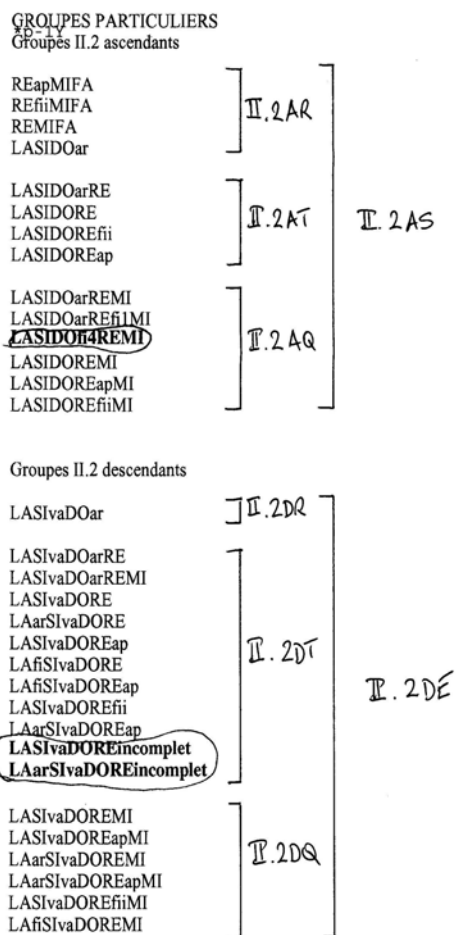 GROUPES PARTICULIERS
*p-1Y
Groupes II.2 ascendants
REapMIFA
REfiiMIFA
REMIFA
LASIDOar
II.2AR
LASIDOarRE
LASIDORE
LASIDOREfii
LASIDOREap
II.2AT
II.2AS
LASIDOarREMI
LASIDOarREfi1MI
LASIDOfi4REMI
LASIDOREMI
LASIDOREapMI
LASIDOREfiiMI
II.2AQ
Groupes II.2 descendants
LASIvaDOar
II.2DR
LASIvaDOarRE
LASIvaDOarREMI
LASIvaDORE
LAarSIvaDORE
LASIvaDOREap
LAfiSIvaDORE
LAfiSIvaDOREap
LASIvaDOREfii
LAarSIvaDOREap
LASIvaDOREincomplet
LAarSIvaDOREincomplet
II.2DT
II.2DE
LASIvaDOREMI
LASIvaDOREapMI
LAarSIvaDOREMI
LAarSIvaDOREapMI
LASIvaDOREfiiMI
LAfiSIvaDOREMI
II.2DQ